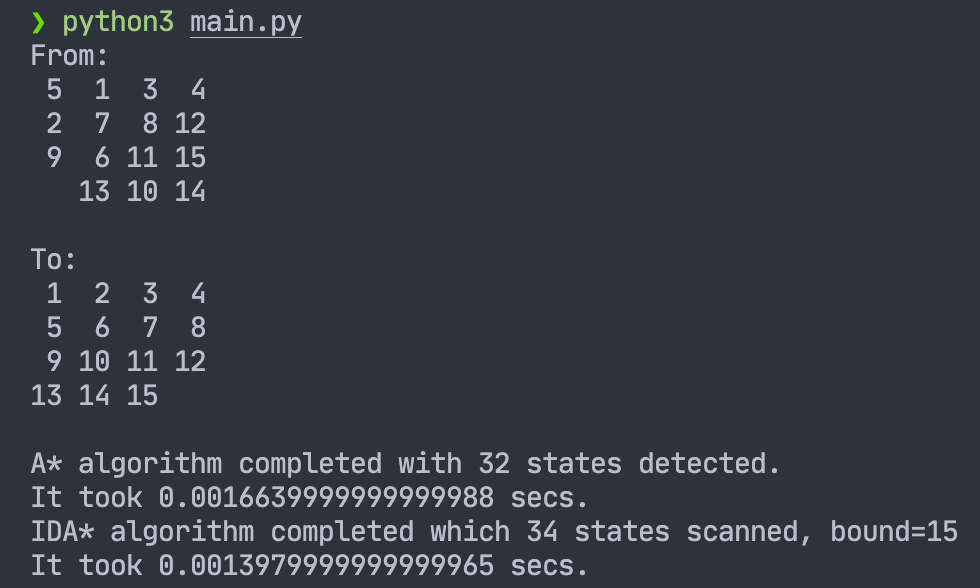 ❯ python3 main.py
From:
 5  1  3  4
 2  7  8 12
 9  6 11 15
   13 10 14
To:
 1  2  3  4
 5  6  7  8
 9 10 11 12
13 14 15
A* algorithm completed with 32 states detected.
It took 0.0016639999999999988 secs.
IDA* algorithm completed which 34 states scanned, bound=15
It took 0.0013979999999999965 secs.